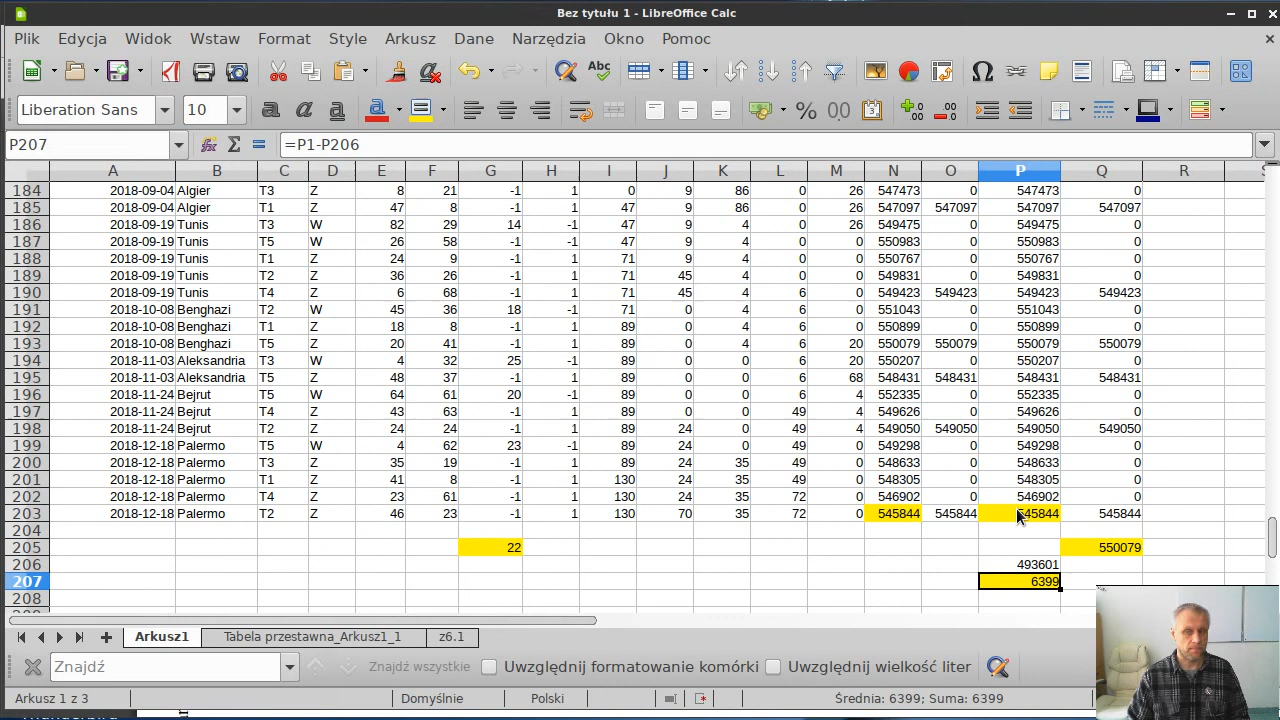 Bez tytułu 1 - LibreOffice Calc
Plik Edycja Widok Wstaw Format Style Arkusz Dane Narzędzia Okno Pomoc
Abc
Liberation Sans 10 a a a a
P207 =P1-P206
A B C D E F G H I J K L M N O P Q R
184 2018-09-04 Algier T3 Z 8 21 -1 1 0 9 86 0 26 547473 0 547473 0
185 2018-09-04 Algier T1 Z 47 8 -1 1 47 9 86 0 26 547097 547097 547097 547097
186 2018-09-19 Tunis T3 W 82 29 14 -1 47 9 4 0 26 549475 0 549475 0
187 2018-09-19 Tunis T5 W 26 58 -1 -1 47 9 4 0 0 550983 0 550983 0
188 2018-09-19 Tunis T1 Z 24 9 -1 1 71 9 4 0 0 550767 0 550767 0
189 2018-09-19 Tunis T2 Z 36 26 -1 1 71 45 4 0 0 549831 0 549831 0
190 2018-09-19 Tunis T4 Z 6 68 -1 1 71 45 4 6 0 549423 549423 549423 549423
191 2018-10-08 Benghazi T2 W 45 36 18 -1 71 0 4 6 0 551043 0 551043 0
192 2018-10-08 Benghazi T1 Z 18 8 -1 1 89 0 4 6 0 550899 0 550899 0
193 2018-10-08 Benghazi T5 Z 20 41 -1 1 89 0 4 6 20 550079 550079 550079 550079
194 2018-11-03 Aleksandria T3 W 4 32 25 -1 89 0 0 6 20 550207 0 550207 0
195 2018-11-03 Aleksandria T5 Z 48 37 -1 1 89 0 0 6 68 548431 548431 548431 548431
196 2018-11-24 Bejrut T5 W 64 61 20 -1 89 0 0 6 4 552335 0 552335 0
197 2018-11-24 Bejrut T4 Z 43 63 -1 1 89 0 0 49 4 549626 0 549626 0
198 2018-11-24 Bejrut T2 Z 24 24 -1 1 89 24 0 49 4 549050 549050 549050 549050
199 2018-12-18 Palermo T5 W 4 62 23 -1 89 24 0 49 0 549298 0 549298 0
200 2018-12-18 Palermo T3 Z 35 19 -1 1 89 24 35 49 0 548633 0 548633 0
201 2018-12-18 Palermo T1 Z 41 8 -1 1 130 24 35 49 0 548305 0 548305 0
202 2018-12-18 Palermo T4 Z 23 61 -1 1 130 24 35 72 0 546902 0 546902 0
203 2018-12-18 Palermo T2 Z 46 23 -1 1 130 70 35 72 0 545844 545844 545844 545844
204
205 22 550079
206 493601
207 6399
208
Arkusz1 Tabela przestawna_Arkusz1_1 z6.1
Znajdź Znajdź wszystkie Uwzględnij formatowanie komórki Uwzględnij wielkość liter
Arkusz 1 z 3 Domyślnie Polski Średnia: 6399; Suma: 6399